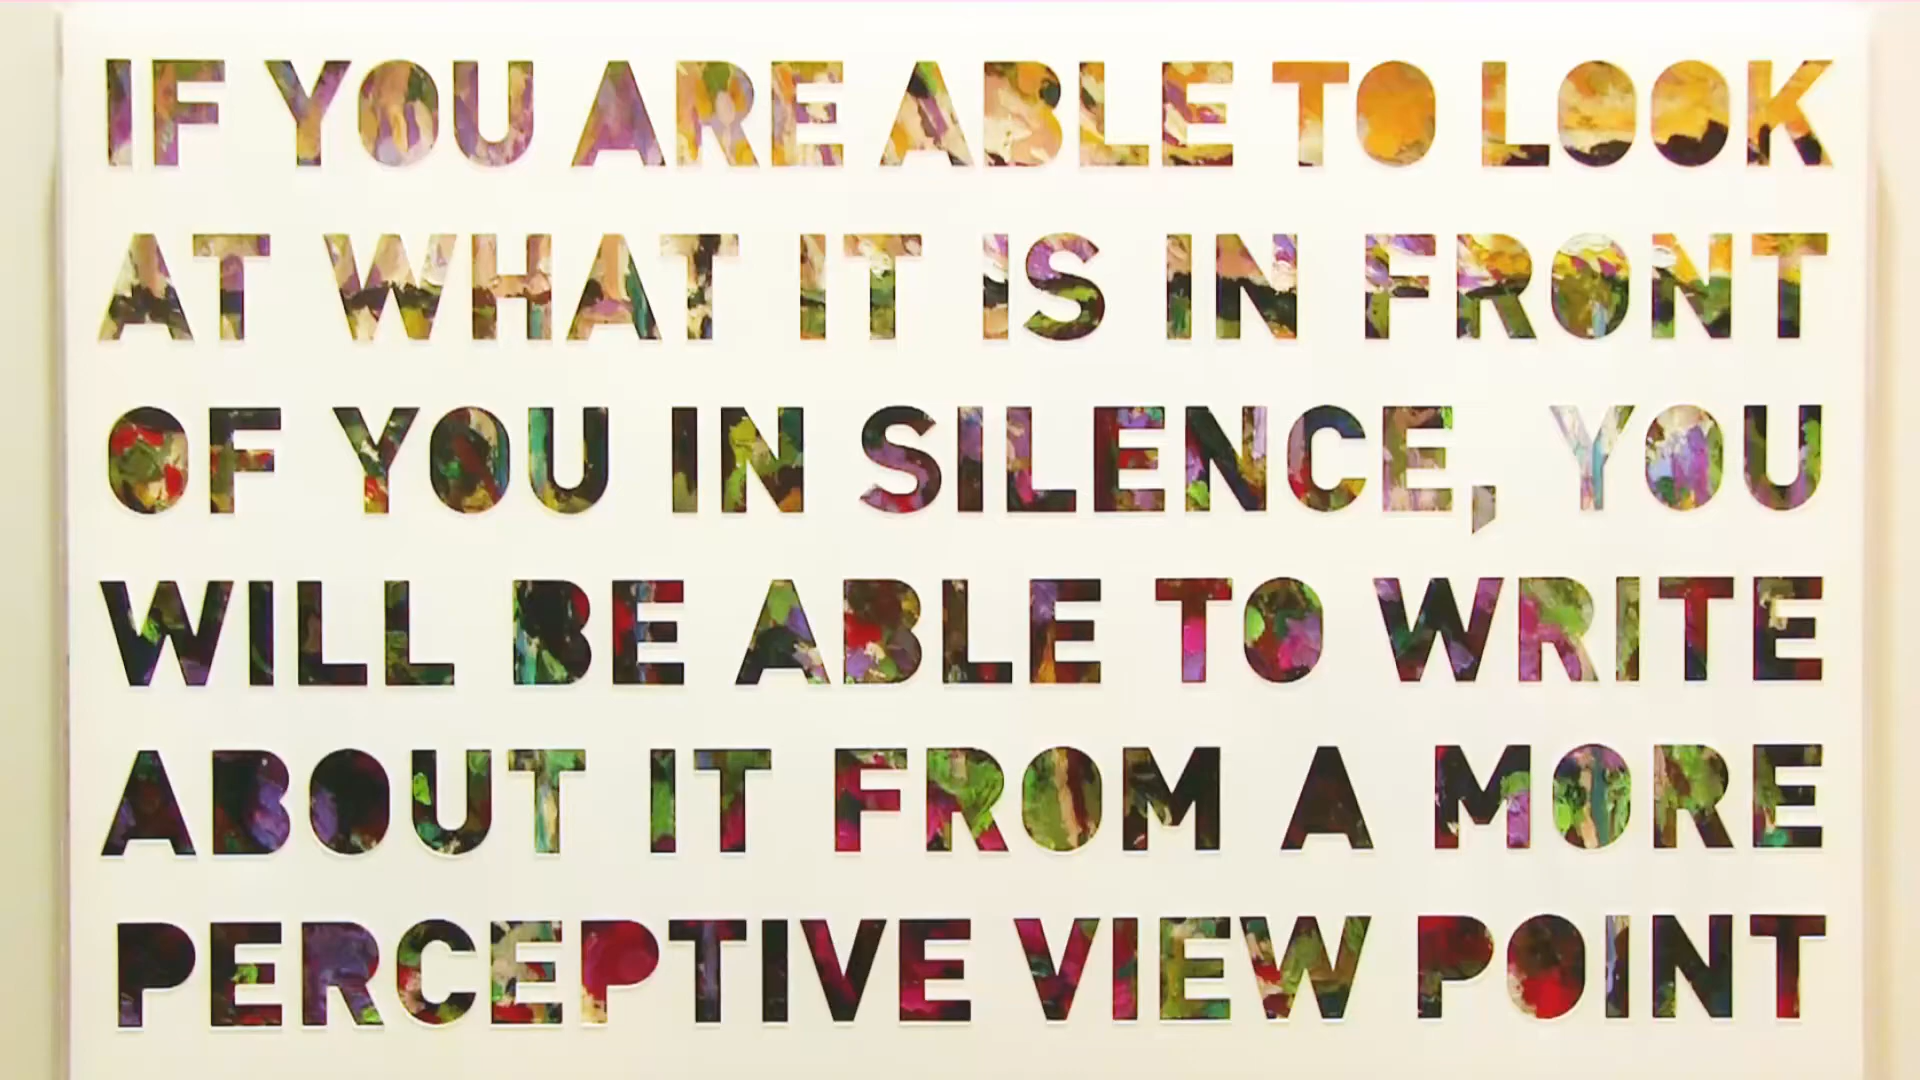 IF YOU ARE ABLE TO LOOK
AT WHAT IT IS IN FRONT
OF YOU IN SILENCE, YOU
WILL BE ABLE TO WRITE
ABOUT IT FROM A MORE
PERCEPTIVE VIEW POINT